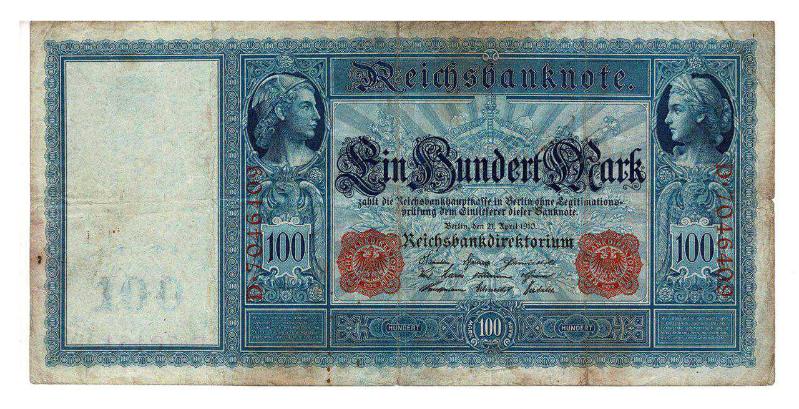 Reichsbanknote.
Ein Hundert Mark
zahlt die Reichsbankhauptkasse in Berlin ohne Legitimations-
prüfung dem Einlieferer dieser Banknote.
Berlin, den 21. April 1910.
Reichsbankdirektorium
100
100
D·7046409
D·7046409
HUNDERT
100
HUNDERT
100